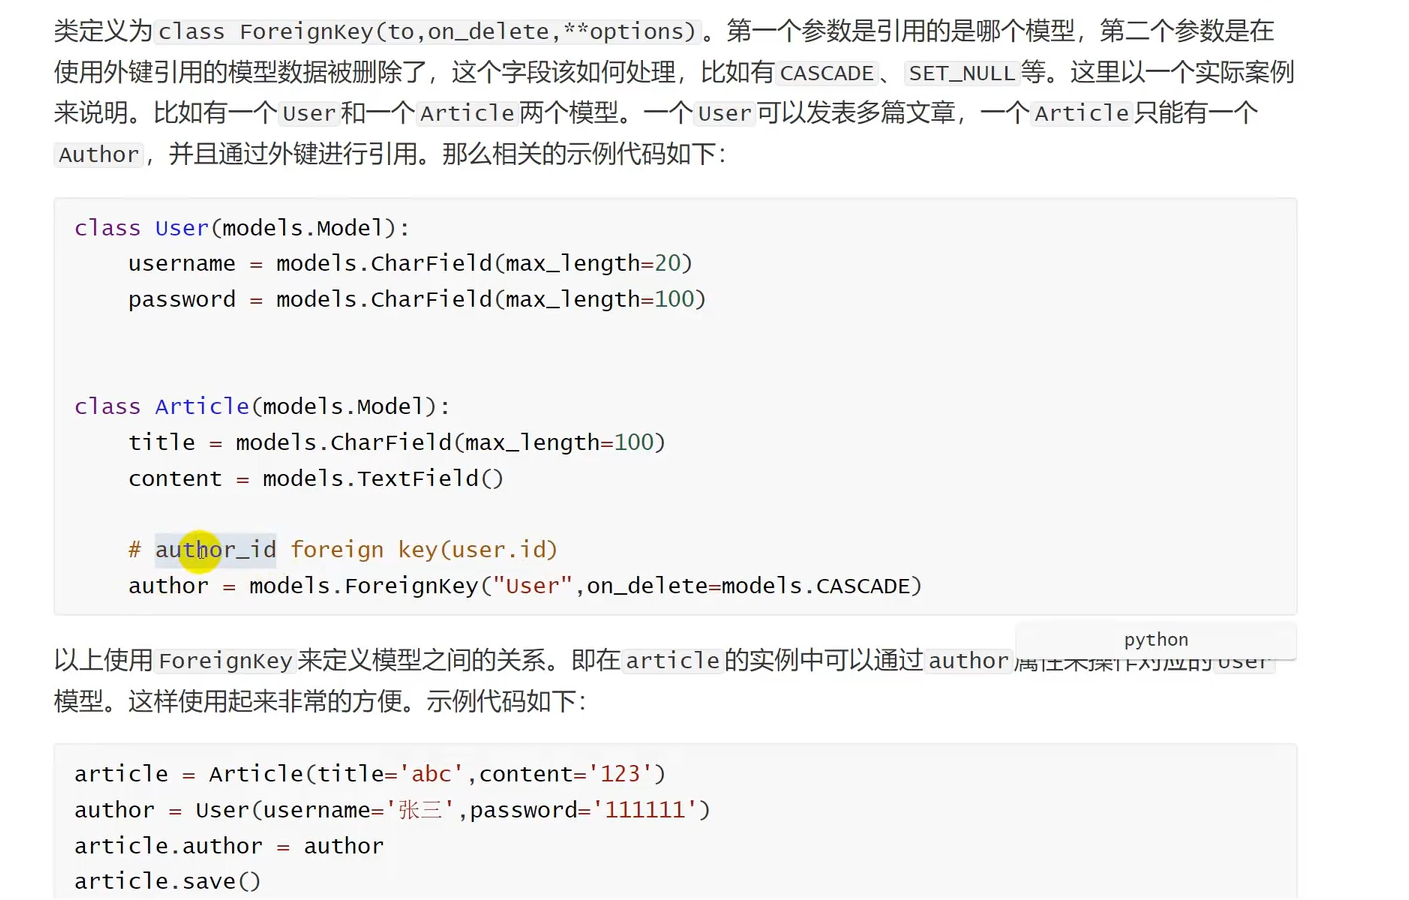 类定义为class ForeignKey(to,on_delete,**options)。第一个参数是引用的是哪个模型，第二个参数是在
使用外键引用的模型数据被删除了，这个字段该如何处理，比如有CASCADE、SET_NULL等。这里以一个实际案例
来说明。比如有一个User和一个Article两个模型。一个User可以发表多篇文章，一个Article只能有一个
Author，并且通过外键进行引用。那么相关的示例代码如下：
class User(models.Model):
    username = models.CharField(max_length=20)
    password = models.CharField(max_length=100)
class Article(models.Model):
    title = models.CharField(max_length=100)
    content = models.TextField()
    # author_id foreign key(user.id)
    author = models.ForeignKey("User",on_delete=models.CASCADE)
python
以上使用ForeignKey来定义模型之间的关系。即在article的实例中可以通过author属性来操作对应的User
模型。这样使用起来非常的方便。示例代码如下：
article = Article(title='abc',content='123')
author = User(username='张三',password='111111')
article.author = author
article.save()